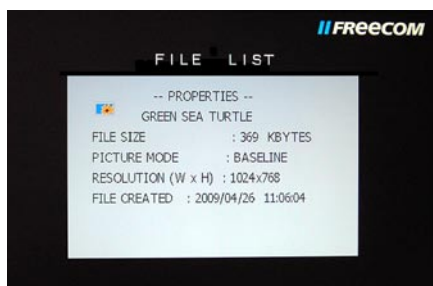 FREECOM
FILE LIST
-- PROPERTIES --
GREEN SEA TURTLE
FILE SIZE : 369 KBYTES
PICTURE MODE : BASELINE
RESOLUTION (W x H) : 1024x768
FILE CREATED : 2009/04/26 11:06:04